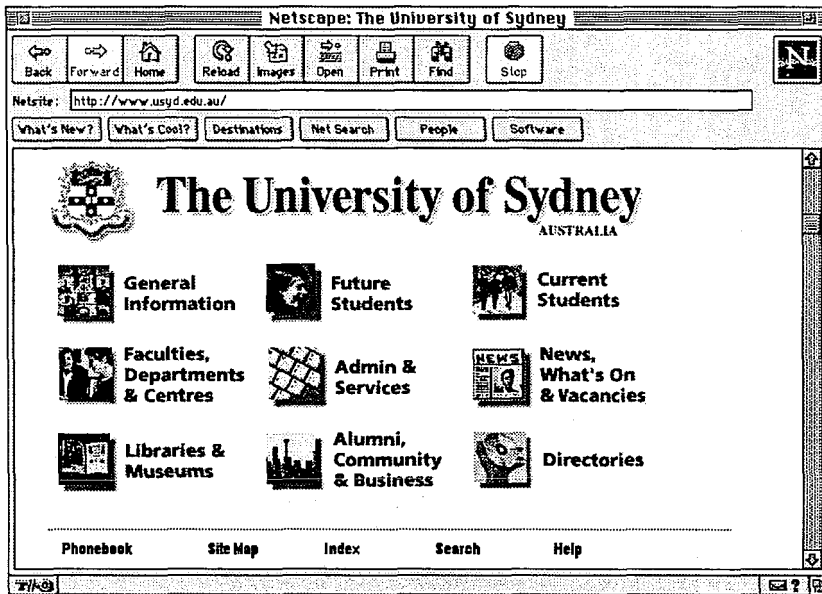 Netscape: The University of Sydney
Back Forward Home Reload Images Open Print Find Stop
N
Netsite: http://www.usyd.edu.au/
What's New? What's Cool? Destinations Net Search People Software
The University of Sydney
AUSTRALIA
General
Information
Future
Students
Current
Students
Faculties,
Departments
& Centres
Admin &
Services
NEWS
News,
What's On
& Vacancies
Libraries &
Museums
Alumni,
Community
& Business
Directories
Phonebook Site Map Index Search Help
?